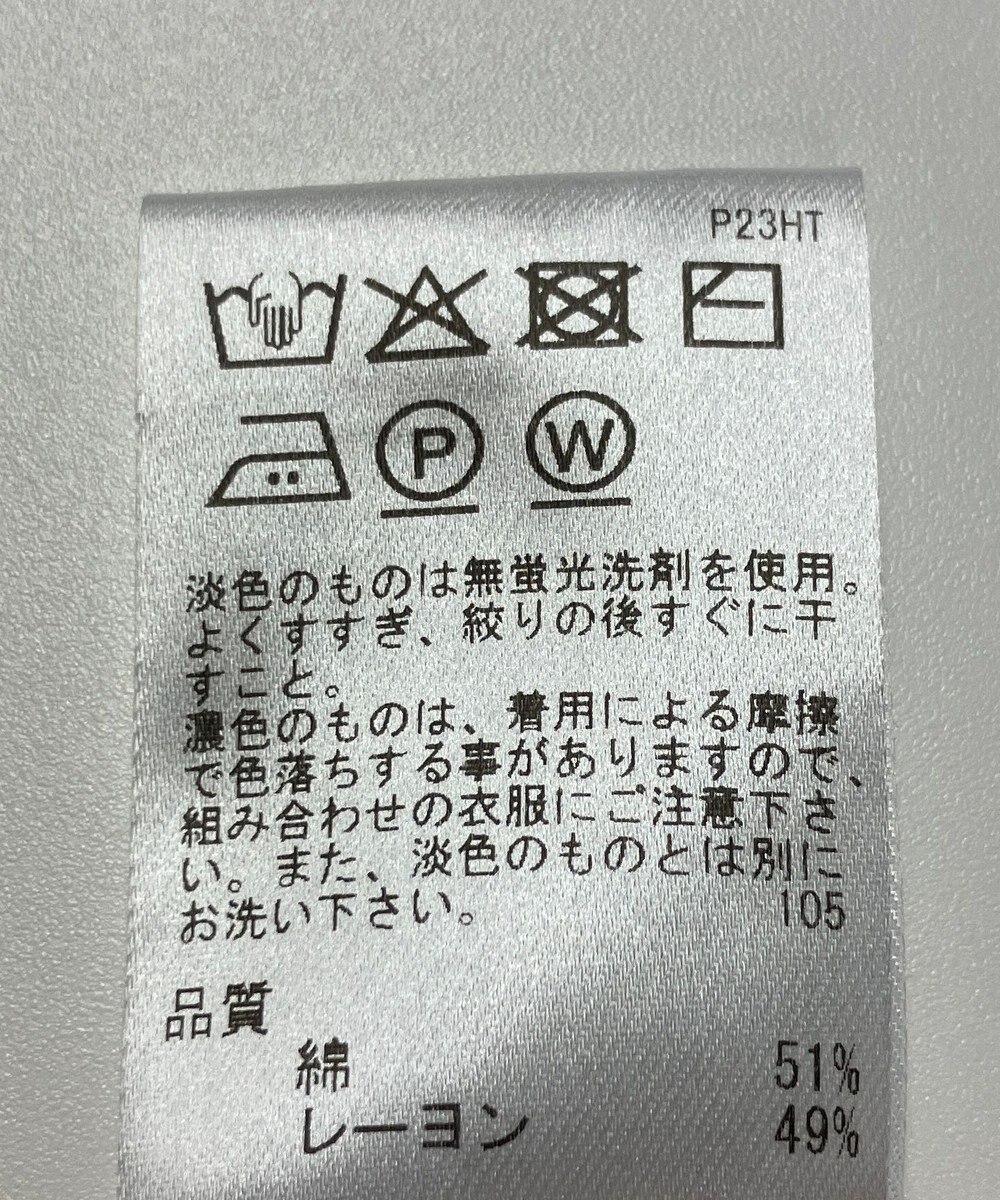 P23HT
P W
淡色のものは無蛍光洗剤を使用。
よくすすぎ、絞りの後すぐに干
すこと。
濃色のものは、着用による摩擦
で色落ちする事がありますので、
組み合わせの衣服にご注意下さ
い。また、淡色のものとは別に
お洗い下さい。 105
品質
綿 51%
レーヨン 49%